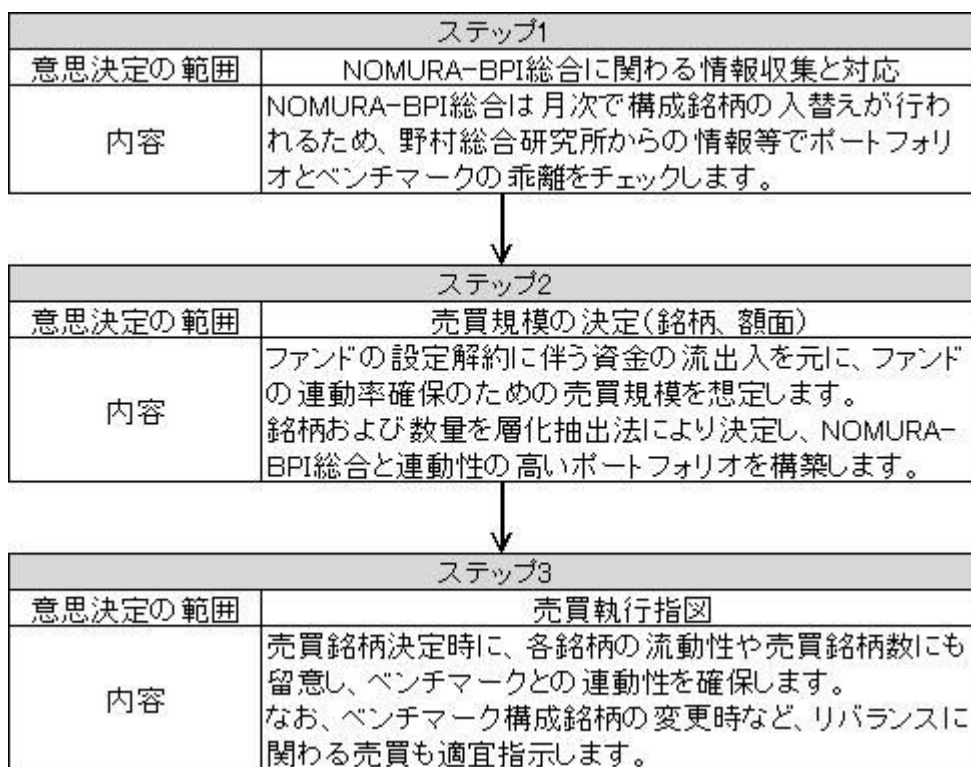 ステップ1
意思決定の範囲
NOMURA-BPI総合に関わる情報収集と対応
内容
NOMURA-BPI総合は月次で構成銘柄の入替えが行わ
れるため、野村総合研究所からの情報等でポートフォリ
オとベンチマークの乖離をチェックします。
ステップ2
意思決定の範囲
売買規模の決定(銘柄、額面)
内容
ファンドの設定解約に伴う資金の流出入を元に、ファンド
の連動率確保のための売買規模を想定します。
銘柄および数量を層化抽出法により決定し、NOMURA-
BPI総合と連動性の高いポートフォリオを構築します。
ステップ3
意思決定の範囲
売買執行指図
内容
売買銘柄決定時に、各銘柄の流動性や売買銘柄数にも
留意し、ベンチマークとの連動性を確保します。
なお、ベンチマーク構成銘柄の変更時など、リバランスに
関わる売買も適宜指示します。